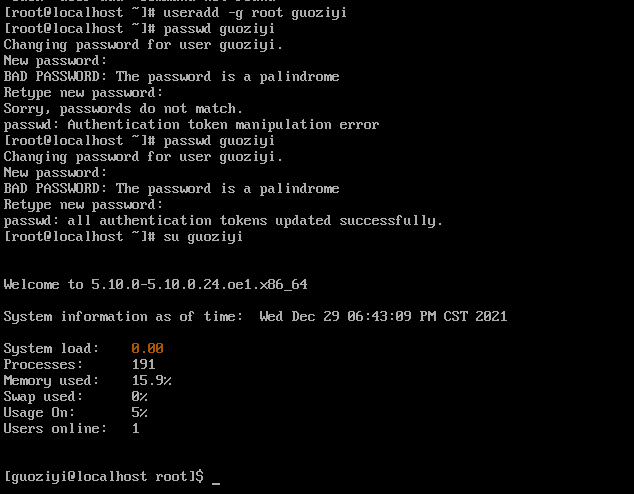 [root@localhost ~]# useradd -g root guoziyi
[root@localhost ~]# passwd guoziyi
Changing password for user guoziyi.
New password:
BAD PASSWORD: The password is a palindrome
Retype new password:
Sorry, passwords do not match.
passwd: Authentication token manipulation error
[root@localhost ~]# passwd guoziyi
Changing password for user guoziyi.
New password:
BAD PASSWORD: The password is a palindrome
Retype new password:
passwd: all authentication tokens updated successfully.
[root@localhost ~]# su guoziyi
Welcome to 5.10.0-5.10.0.24.oe1.x86_64
System information as of time:  Wed Dec 29 06:43:09 PM CST 2021
System load:    0.00
Processes:      191
Memory used:    15.9%
Swap used:      0%
Usage On:       5%
Users online:   1
[guoziyi@localhost root]$ _